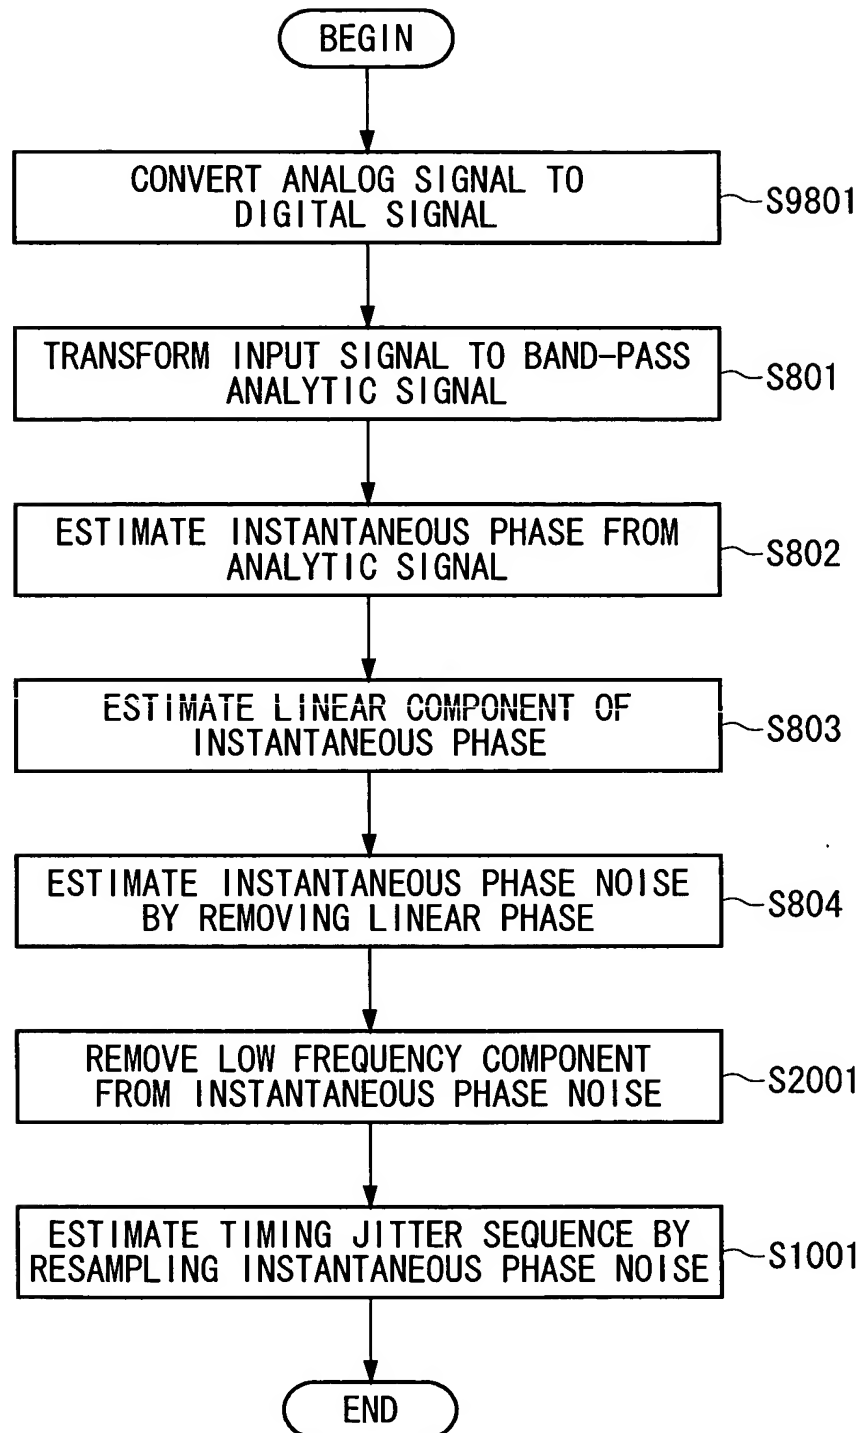 BEGIN
CONVERT ANALOG SIGNAL TO
DIGITAL SIGNAL
S9801
TRANSFORM INPUT SIGNAL TO BAND-PASS
ANALYTIC SIGNAL
S801
ESTIMATE INSTANTANEOUS PHASE FROM
ANALYTIC SIGNAL
S802
ESTIMATE LINEAR COMPONENT OF
INSTANTANEOUS PHASE
S803
ESTIMATE INSTANTANEOUS PHASE NOISE
BY REMOVING LINEAR PHASE
S804
REMOVE LOW FREQUENCY COMPONENT
FROM INSTANTANEOUS PHASE NOISE
S2001
ESTIMATE TIMING JITTER SEQUENCE BY
RESAMPLING INSTANTANEOUS PHASE NOISE
S1001
END